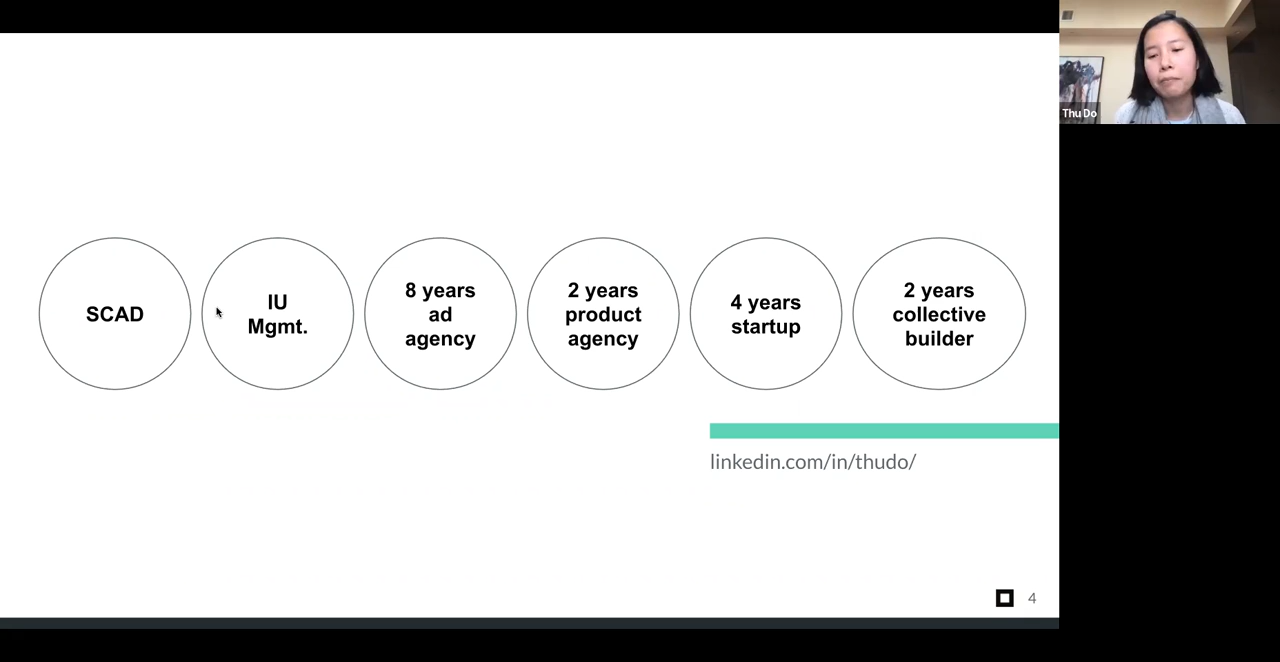 SCAD
IU
Mgmt.
8 years
ad
agency
2 years
product
agency
4 years
startup
2 years
collective
builder
linkedin.com/in/thudo/
4
Thu Do